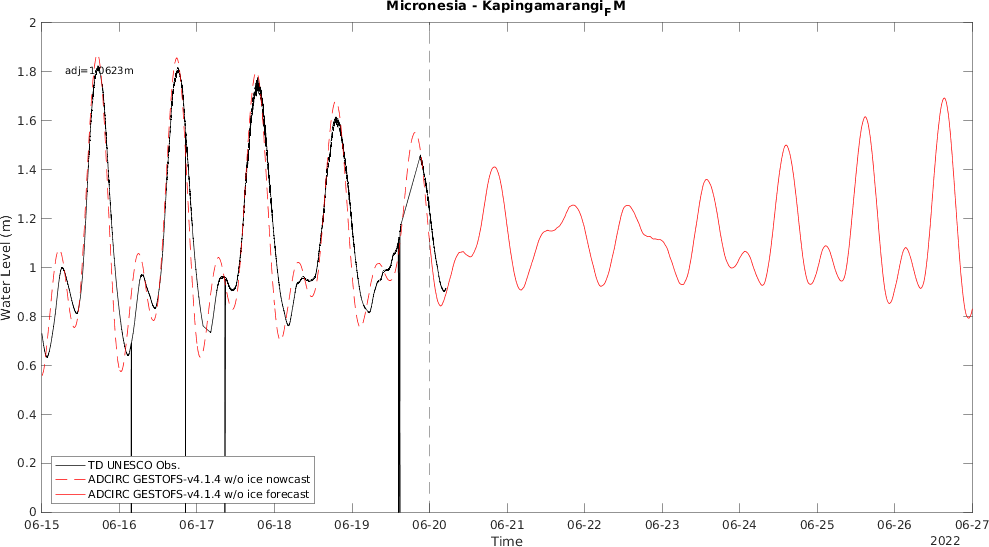 Micronesia - Kapingamarangi_FM
2
1.8
1.6
1.4
1.2
1
0.8
0.6
0.4
0.2
0
Water Level (m)
adj=1.0623m
TD UNESCO Obs.
ADCIRC GESTOFS-v4.1.4 w/o ice nowcast
ADCIRC GESTOFS-v4.1.4 w/o ice forecast
06-15 06-16 06-17 06-18 06-19 06-20 06-21 06-22 06-23 06-24 06-25 06-26 06-27
Time
2022